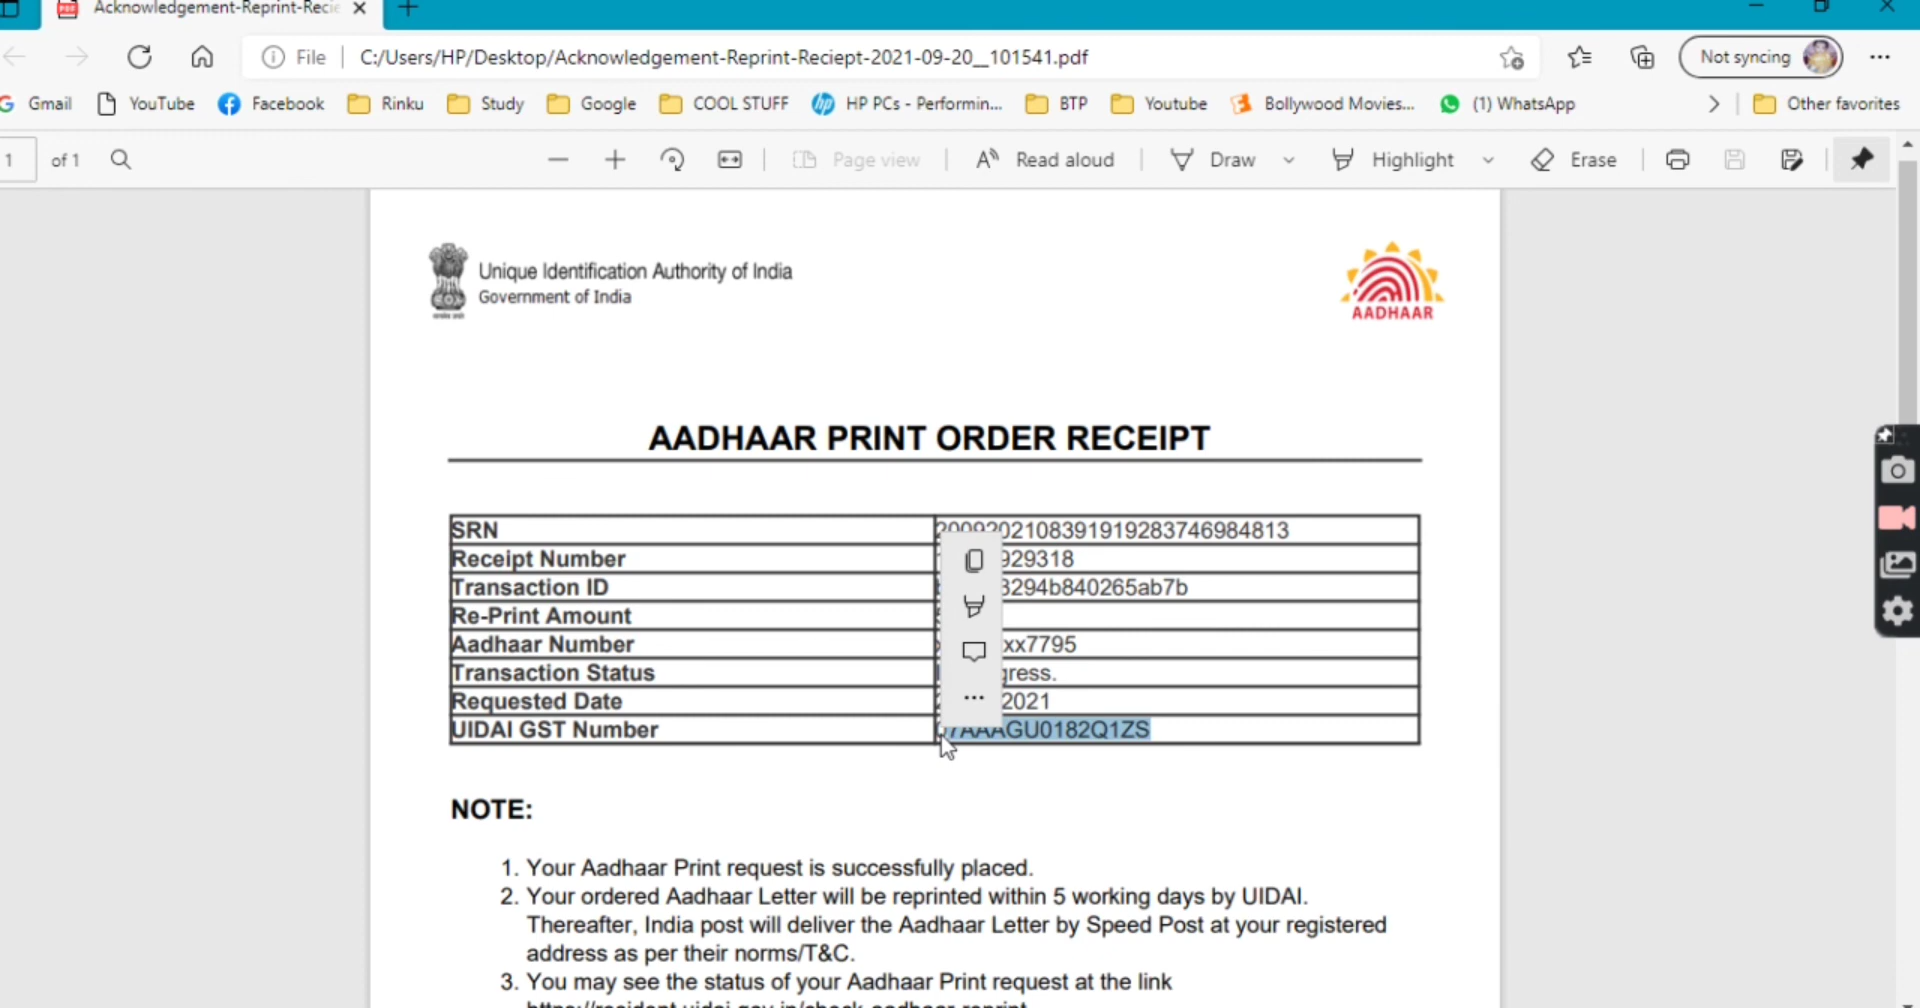 Acknowledgement-Reprint-Recie
File C:/Users/HP/Desktop/Acknowledgement-Reprint-Reciept-2021-09-20__101541.pdf Not syncing
Gmail YouTube Facebook Rinku Study Google COOL STUFF HP PCs - Performin... BTP Youtube Bollywood Movies... (1) WhatsApp Other favorites
1 of 1 Page view Read aloud Draw Highlight Erase
Unique Identification Authority of India
Government of India
AADHAAR
AADHAAR PRINT ORDER RECEIPT
SRN 2009202108391919283746984813
Receipt Number 929318
Transaction ID 3294b840265ab7b
Re-Print Amount
Aadhaar Number xx7795
Transaction Status gress.
Requested Date 2021
UIDAI GST Number 07AAAGU0182Q1ZS
NOTE:
1. Your Aadhaar Print request is successfully placed.
2. Your ordered Aadhaar Letter will be reprinted within 5 working days by UIDAI.
Thereafter, India post will deliver the Aadhaar Letter by Speed Post at your registered
address as per their norms/T&C.
3. You may see the status of your Aadhaar Print request at the link